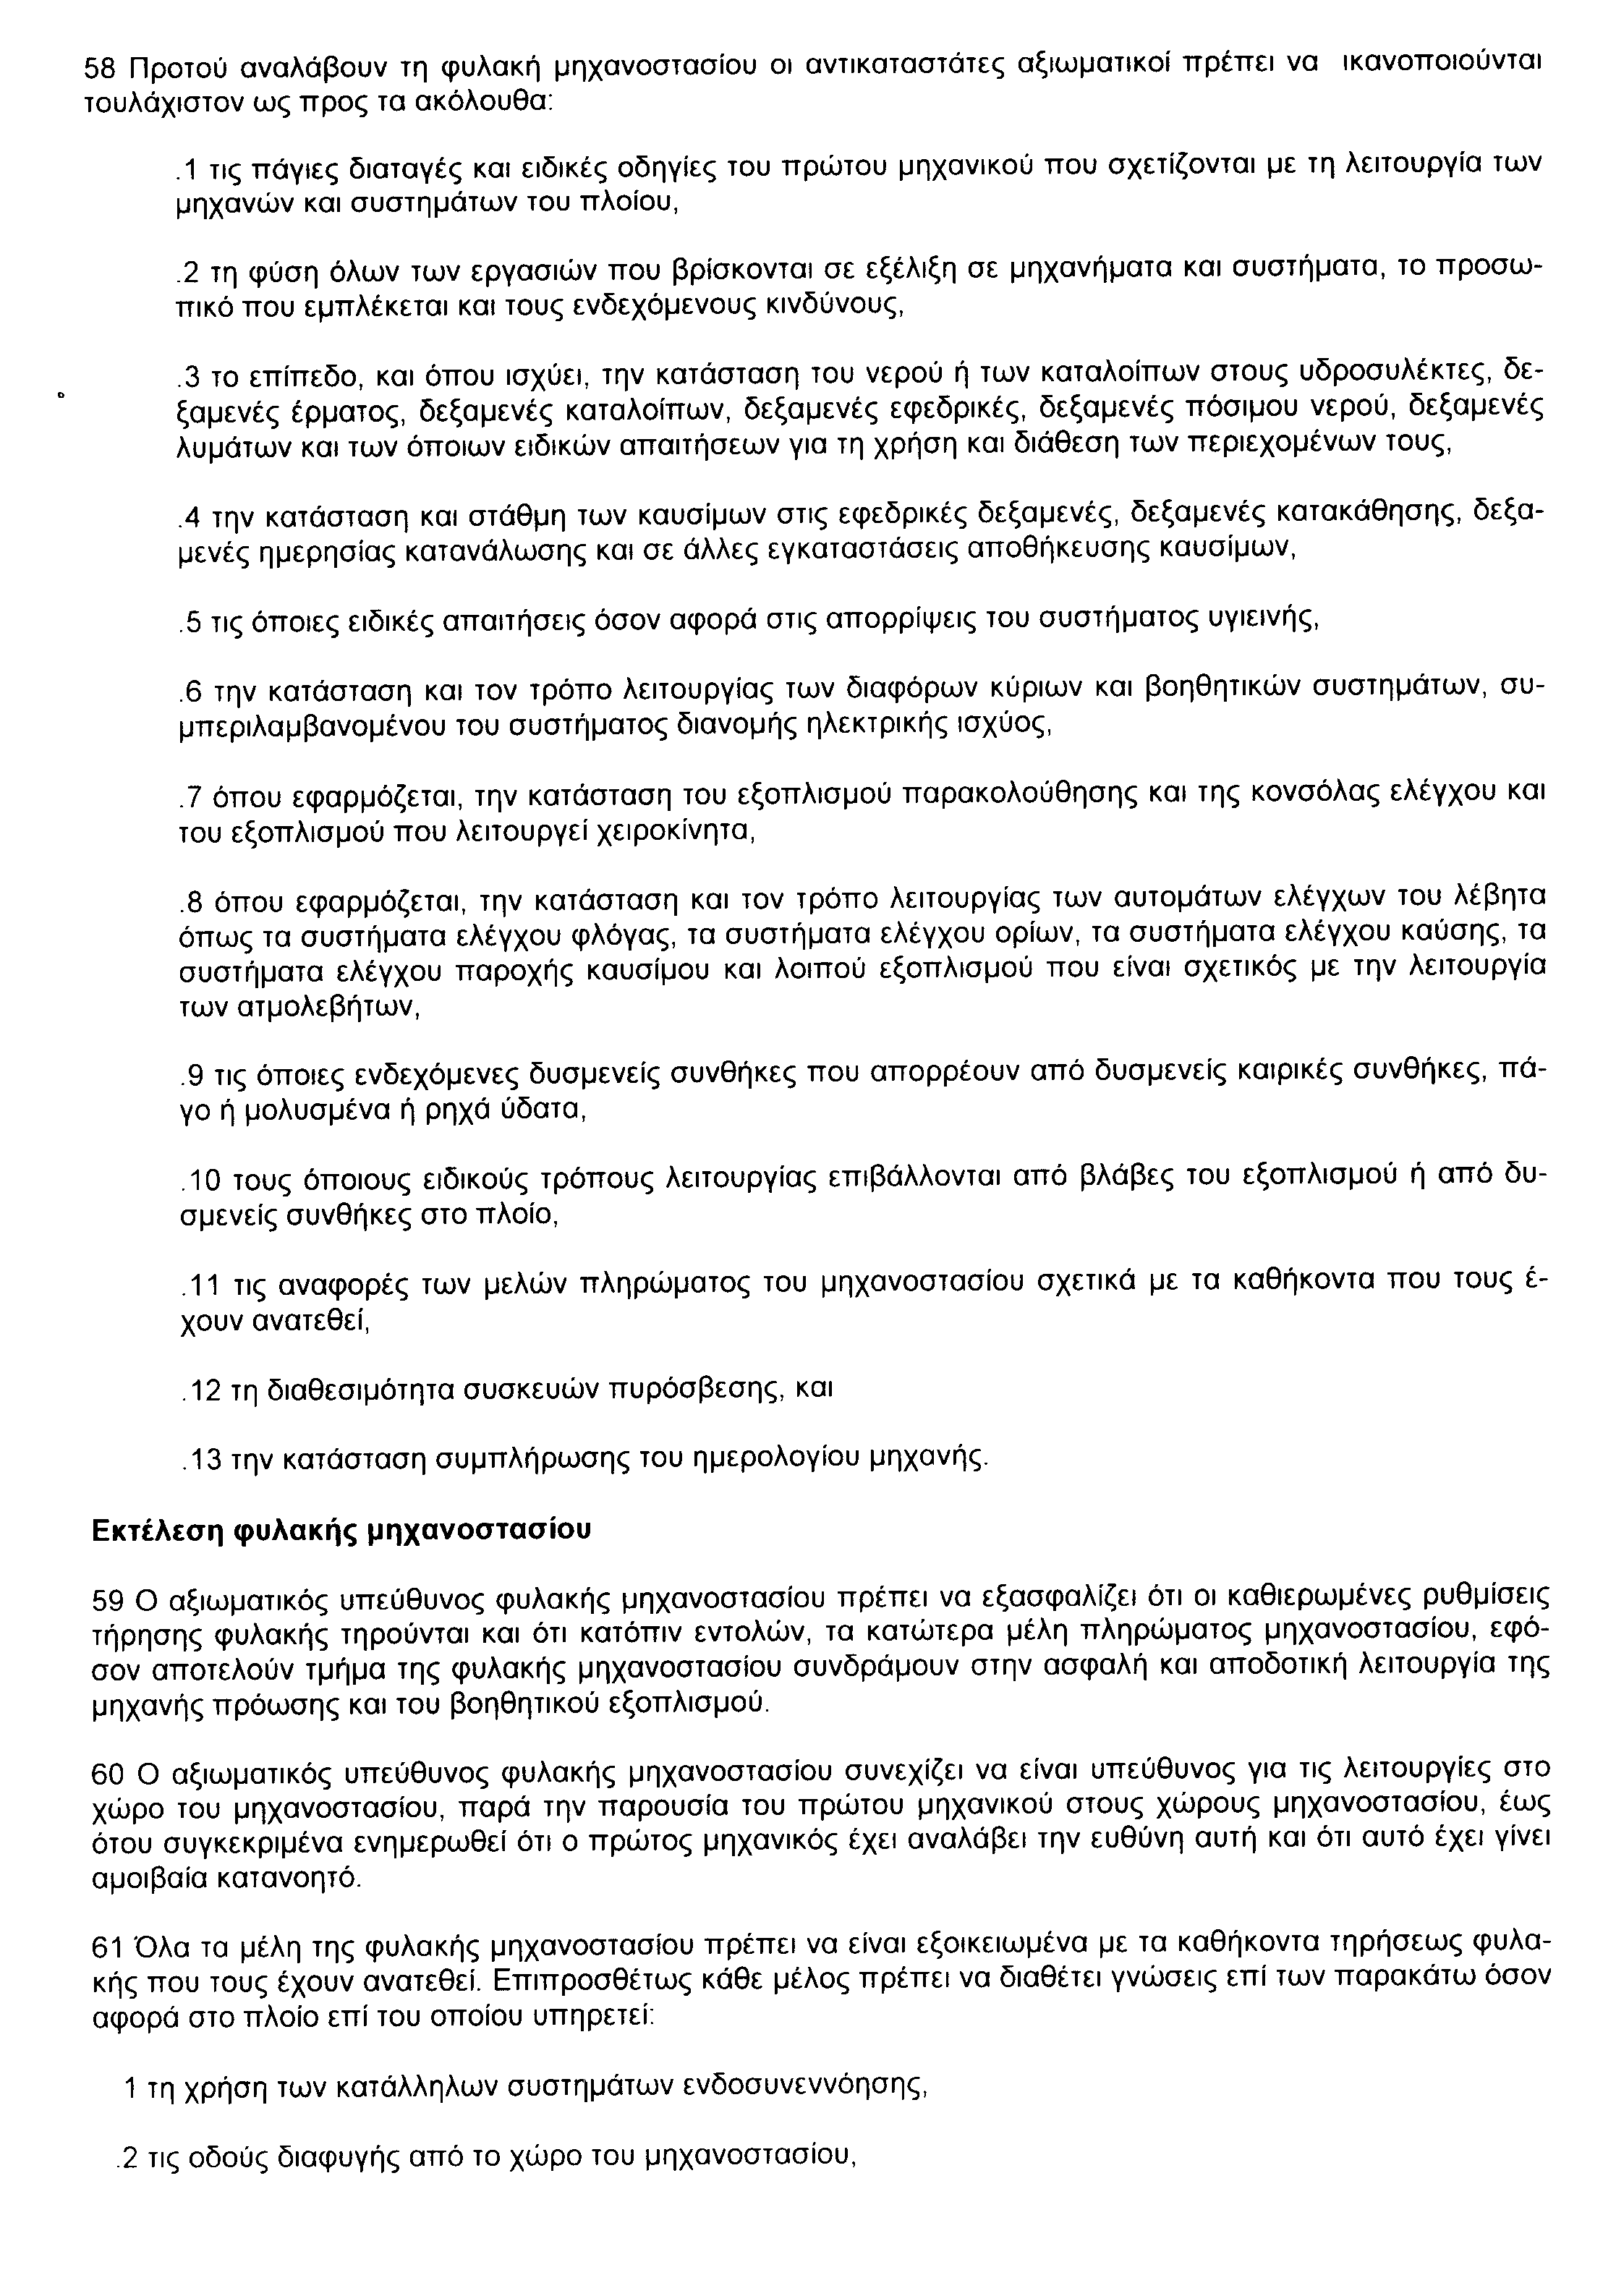 58 Προτού αναλάβουν τη φυλακή μηχανοστασίου οι αντικαταστάτες αξιωματικοί πρέπει να ικανοποιούνται
τουλάχιστον ως προς τα ακόλουθα:
.1 τις πάγιες διαταγές και ειδικές οδηγίες του πρώτου μηχανικού που σχετίζονται με τη λειτουργία των
μηχανών και συστημάτων του πλοίου,
.2 τη φύση όλων των εργασιών που βρίσκονται σε εξέλιξη σε μηχανήματα και συστήματα, το προσω-
πικό που εμπλέκεται και τους ενδεχόμενους κινδύνους,
.3 το επίπεδο, και όπου ισχύει, την κατάσταση του νερού ή των καταλοίπων στους υδροσυλέκτες, δε-
ξαμενές έρματος, δεξαμενές καταλοίπων, δεξαμενές εφεδρικές, δεξαμενές πόσιμου νερού, δεξαμενές
λυμάτων και των όποιων ειδικών απαιτήσεων για τη χρήση και διάθεση των περιεχομένων τους,
.4 την κατάσταση και στάθμη των καυσίμων στις εφεδρικές δεξαμενές, δεξαμενές κατακάθησης, δεξα-
μενές ημερησίας κατανάλωσης και σε άλλες εγκαταστάσεις αποθήκευσης καυσίμων,
.5 τις όποιες ειδικές απαιτήσεις όσον αφορά στις απορρίψεις του συστήματος υγιεινής,
.6 την κατάσταση και τον τρόπο λειτουργίας των διαφόρων κύριων και βοηθητικών συστημάτων, συ-
μπεριλαμβανομένου του συστήματος διανομής ηλεκτρικής ισχύος,
.7 όπου εφαρμόζεται, την κατάσταση του εξοπλισμού παρακολούθησης και της κονσόλας ελέγχου και
του εξοπλισμού που λειτουργεί χειροκίνητα,
.8 όπου εφαρμόζεται, την κατάσταση και τον τρόπο λειτουργίας των αυτομάτων ελέγχων του λέβητα
όπως τα συστήματα ελέγχου φλόγας, τα συστήματα ελέγχου ορίων, τα συστήματα ελέγχου καύσης, τα
συστήματα ελέγχου παροχής καυσίμου και λοιπού εξοπλισμού που είναι σχετικός με την λειτουργία
των ατμολεβήτων,
.9 τις όποιες ενδεχόμενες δυσμενείς συνθήκες που απορρέουν από δυσμενείς καιρικές συνθήκες, πά-
γο ή μολυσμένα ή ρηχά ύδατα,
.10 τους όποιους ειδικούς τρόπους λειτουργίας επιβάλλονται από βλάβες του εξοπλισμού ή από δυ-
σμενείς συνθήκες στο πλοίο,
.11 τις αναφορές των μελών πληρώματος του μηχανοστασίου σχετικά με τα καθήκοντα που τους έ-
χουν ανατεθεί,
.12 τη διαθεσιμότητα συσκευών πυρόσβεσης, και
.13 την κατάσταση συμπλήρωσης του ημερολογίου μηχανής.
Εκτέλεση φυλακής μηχανοστασίου
59 Ο αξιωματικός υπεύθυνος φυλακής μηχανοστασίου πρέπει να εξασφαλίζει ότι οι καθιερωμένες ρυθμίσεις
τήρησης φυλακής τηρούνται και ότι κατόπιν εντολών, τα κατώτερα μέλη πληρώματος μηχανοστασίου, εφό-
σον αποτελούν τμήμα της φυλακής μηχανοστασίου συνδράμουν στην ασφαλή και αποδοτική λειτουργία της
μηχανής πρόωσης και του βοηθητικού εξοπλισμού.
60 Ο αξιωματικός υπεύθυνος φυλακής μηχανοστασίου συνεχίζει να είναι υπεύθυνος για τις λειτουργίες στο
χώρο του μηχανοστασίου, παρά την παρουσία του πρώτου μηχανικού στους χώρους μηχανοστασίου, έως
ότου συγκεκριμένα ενημερωθεί ότι ο πρώτος μηχανικός έχει αναλάβει την ευθύνη αυτή και ότι αυτό έχει γίνει
αμοιβαία κατανοητό.
61 Όλα τα μέλη της φυλακής μηχανοστασίου πρέπει να είναι εξοικειωμένα με τα καθήκοντα τηρήσεως φυλα-
κής που τους έχουν ανατεθεί. Επιπροσθέτως κάθε μέλος πρέπει να διαθέτει γνώσεις επί των παρακάτω όσον
αφορά στο πλοίο επί του οποίου υπηρετεί:
1 τη χρήση των κατάλληλων συστημάτων ενδοσυνεννόησης,
.2 τις οδούς διαφυγής από το χώρο του μηχανοστασίου,